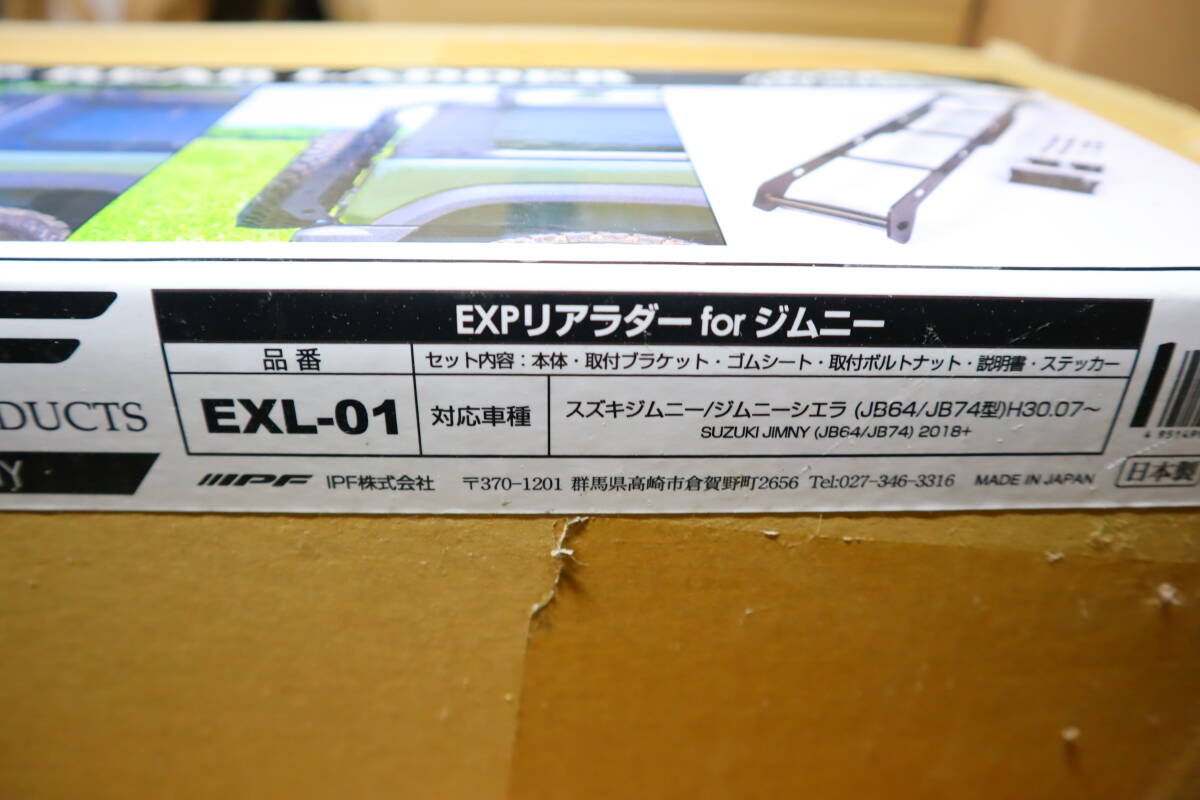 EXPリアラダー for ジムニー
品番
セット内容：本体・取付ブラケット・ゴムシート・取付ボルトナット・説明書・ステッカー
DUCTS
EXL-01
対応車種
スズキジムニー/ジムニーシエラ (JB64/JB74型)H30.07～
SUZUKI JIMNY (JB64/JB74) 2018+
IPF IPF株式会社 〒370-1201 群馬県高崎市倉賀野町2656 Tel:027-346-3316 MADE IN JAPAN
日本製